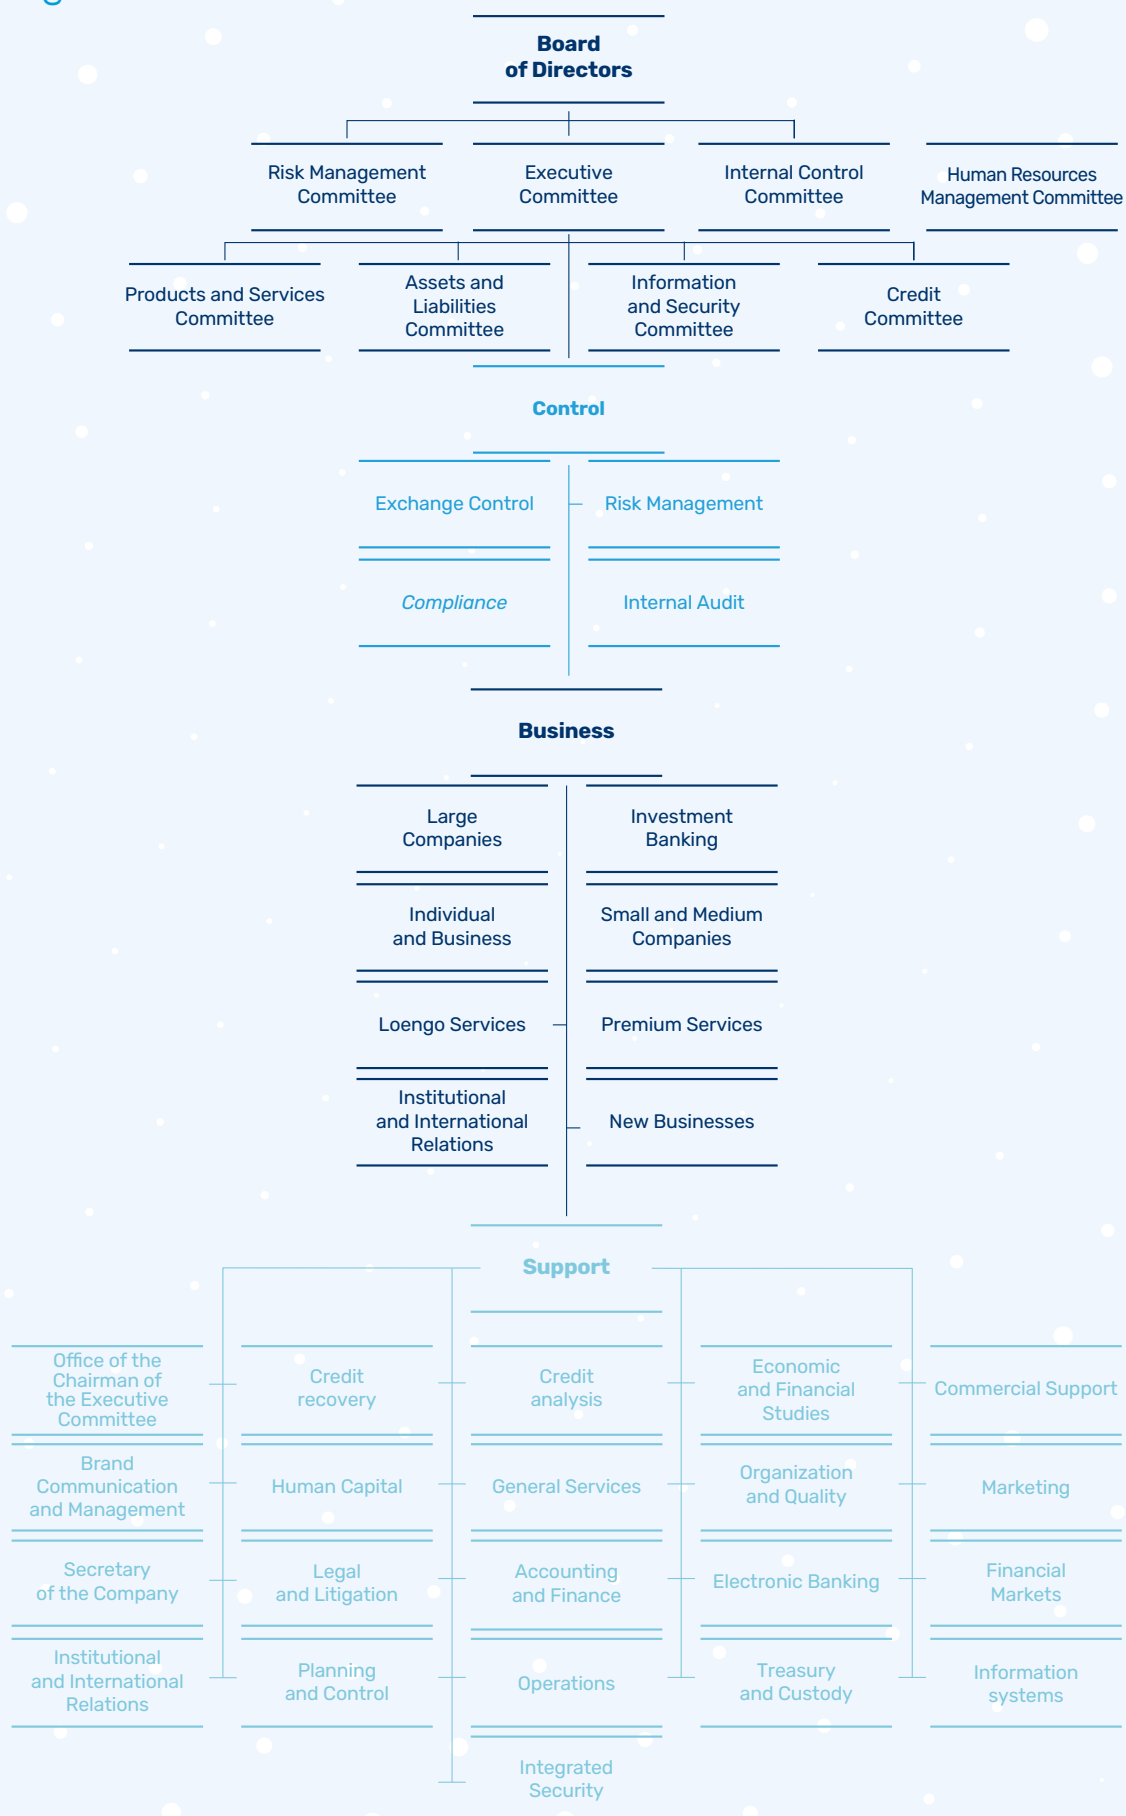 Board
of Directors
Risk Management
Committee
Executive
Committee
Internal Control
Committee
Human Resources
Management Committee
Products and Services
Committee
Assets and
Liabilities
Committee
Information
and Security
Committee
Credit
Committee
Control
Exchange Control
Risk Management
Compliance
Internal Audit
Business
Large
Companies
Investment
Banking
Individual
and Business
Small and Medium
Companies
Loengo Services
Premium Services
Institutional
and International
Relations
New Businesses
Support
Office of the
Chairman of
the Executive
Committee
Credit
recovery
Credit
analysis
Economic
and Financial
Studies
Commercial Support
Brand
Communication
and Management
Human Capital
General Services
Organization
and Quality
Marketing
Secretary
of the Company
Legal
and Litigation
Accounting
and Finance
Electronic Banking
Financial
Markets
Institutional
and International
Relations
Planning
and Control
Operations
Treasury
and Custody
Information
systems
Integrated
Security